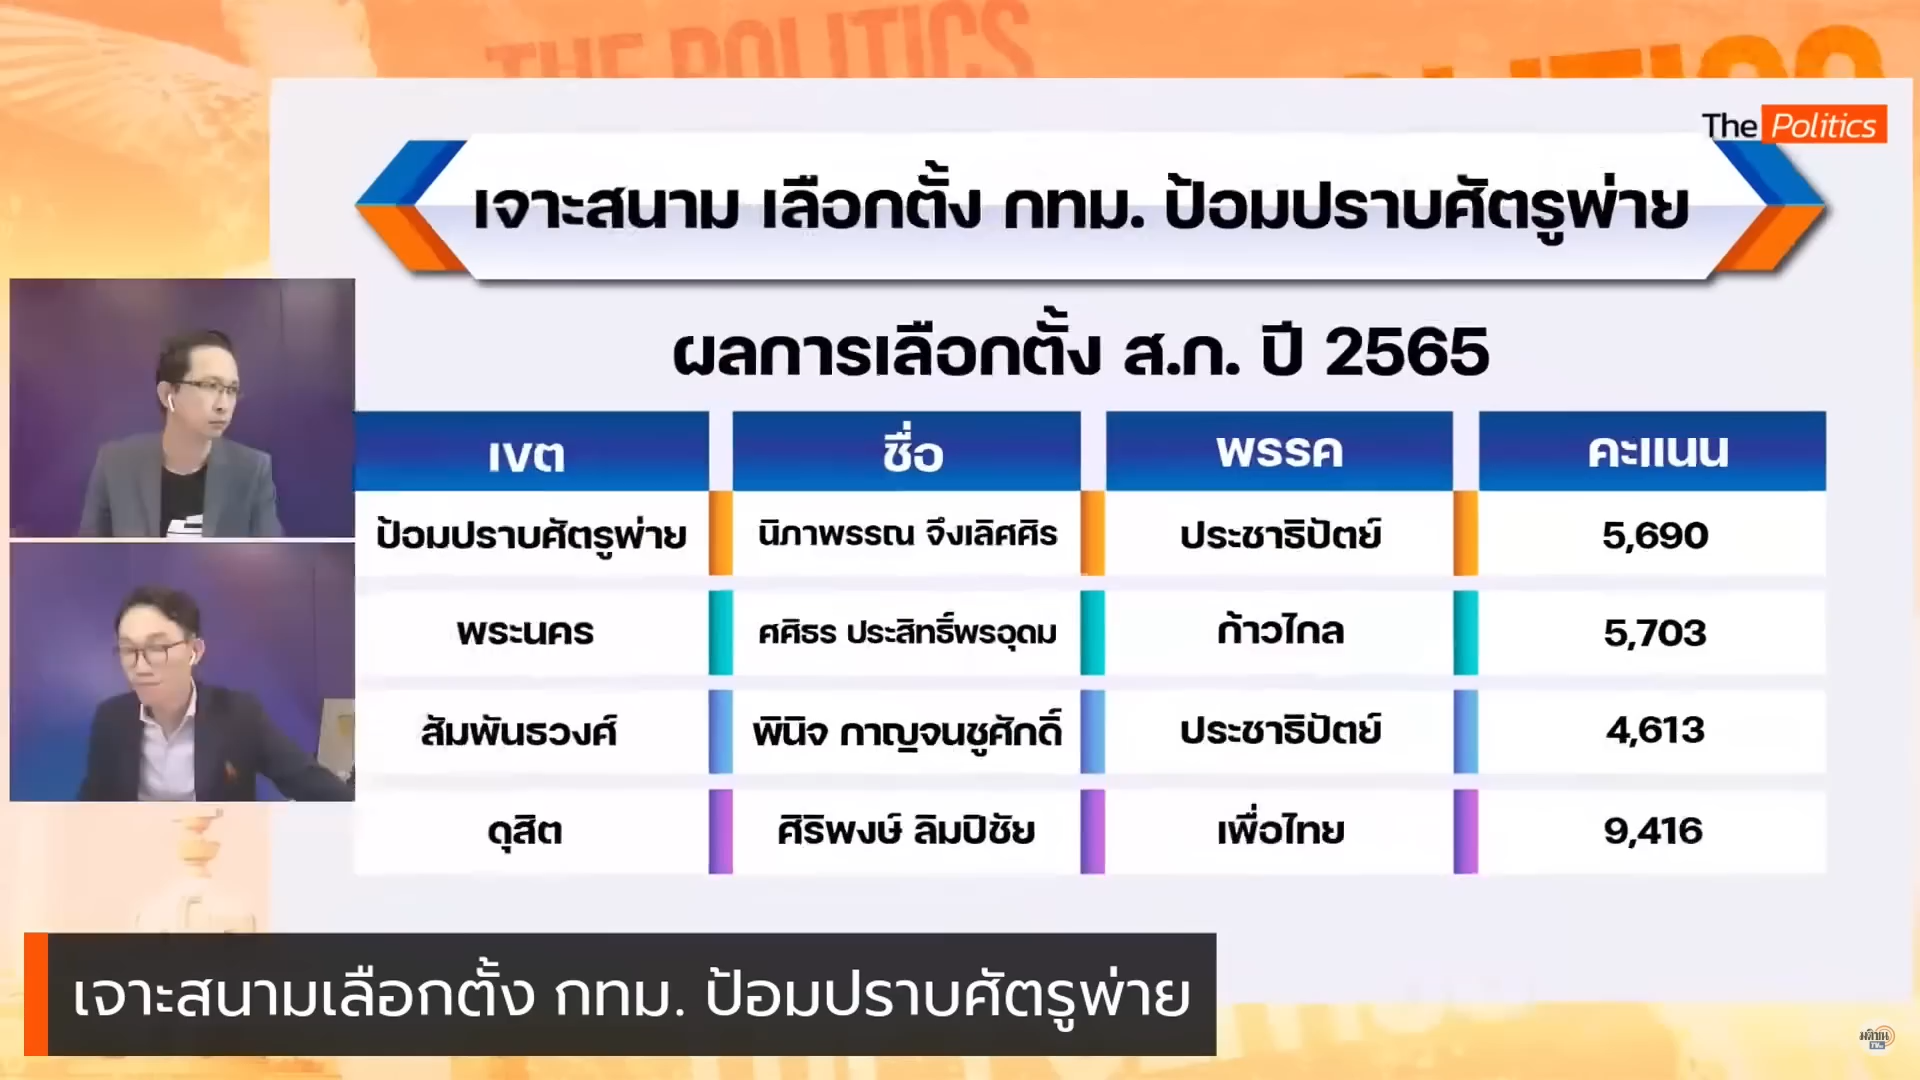 THE POLITICS
The Politics
เจาะสนาม เลือกตั้ง กทม. ป้อมปราบศัตรูพ่าย
ผลการเลือกตั้ง ส.ก. ปี 2565
เขต ชื่อ พรรค คะแนน
ป้อมปราบศัตรูพ่าย นิภาพรรณ จึงเลิศศิร ประชาธิปัตย์ 5,690
พระนคร ศศิธร ประสิทธิ์พรอุดม ก้าวไกล 5,703
สัมพันธวงศ์ พินิจ กาญจนชูศักดิ์ ประชาธิปัตย์ 4,613
ดุสิต ศิริพงษ์ ลิมปิชัย เพื่อไทย 9,416
เจาะสนามเลือกตั้ง กทม. ป้อมปราบศัตรูพ่าย
มติชน